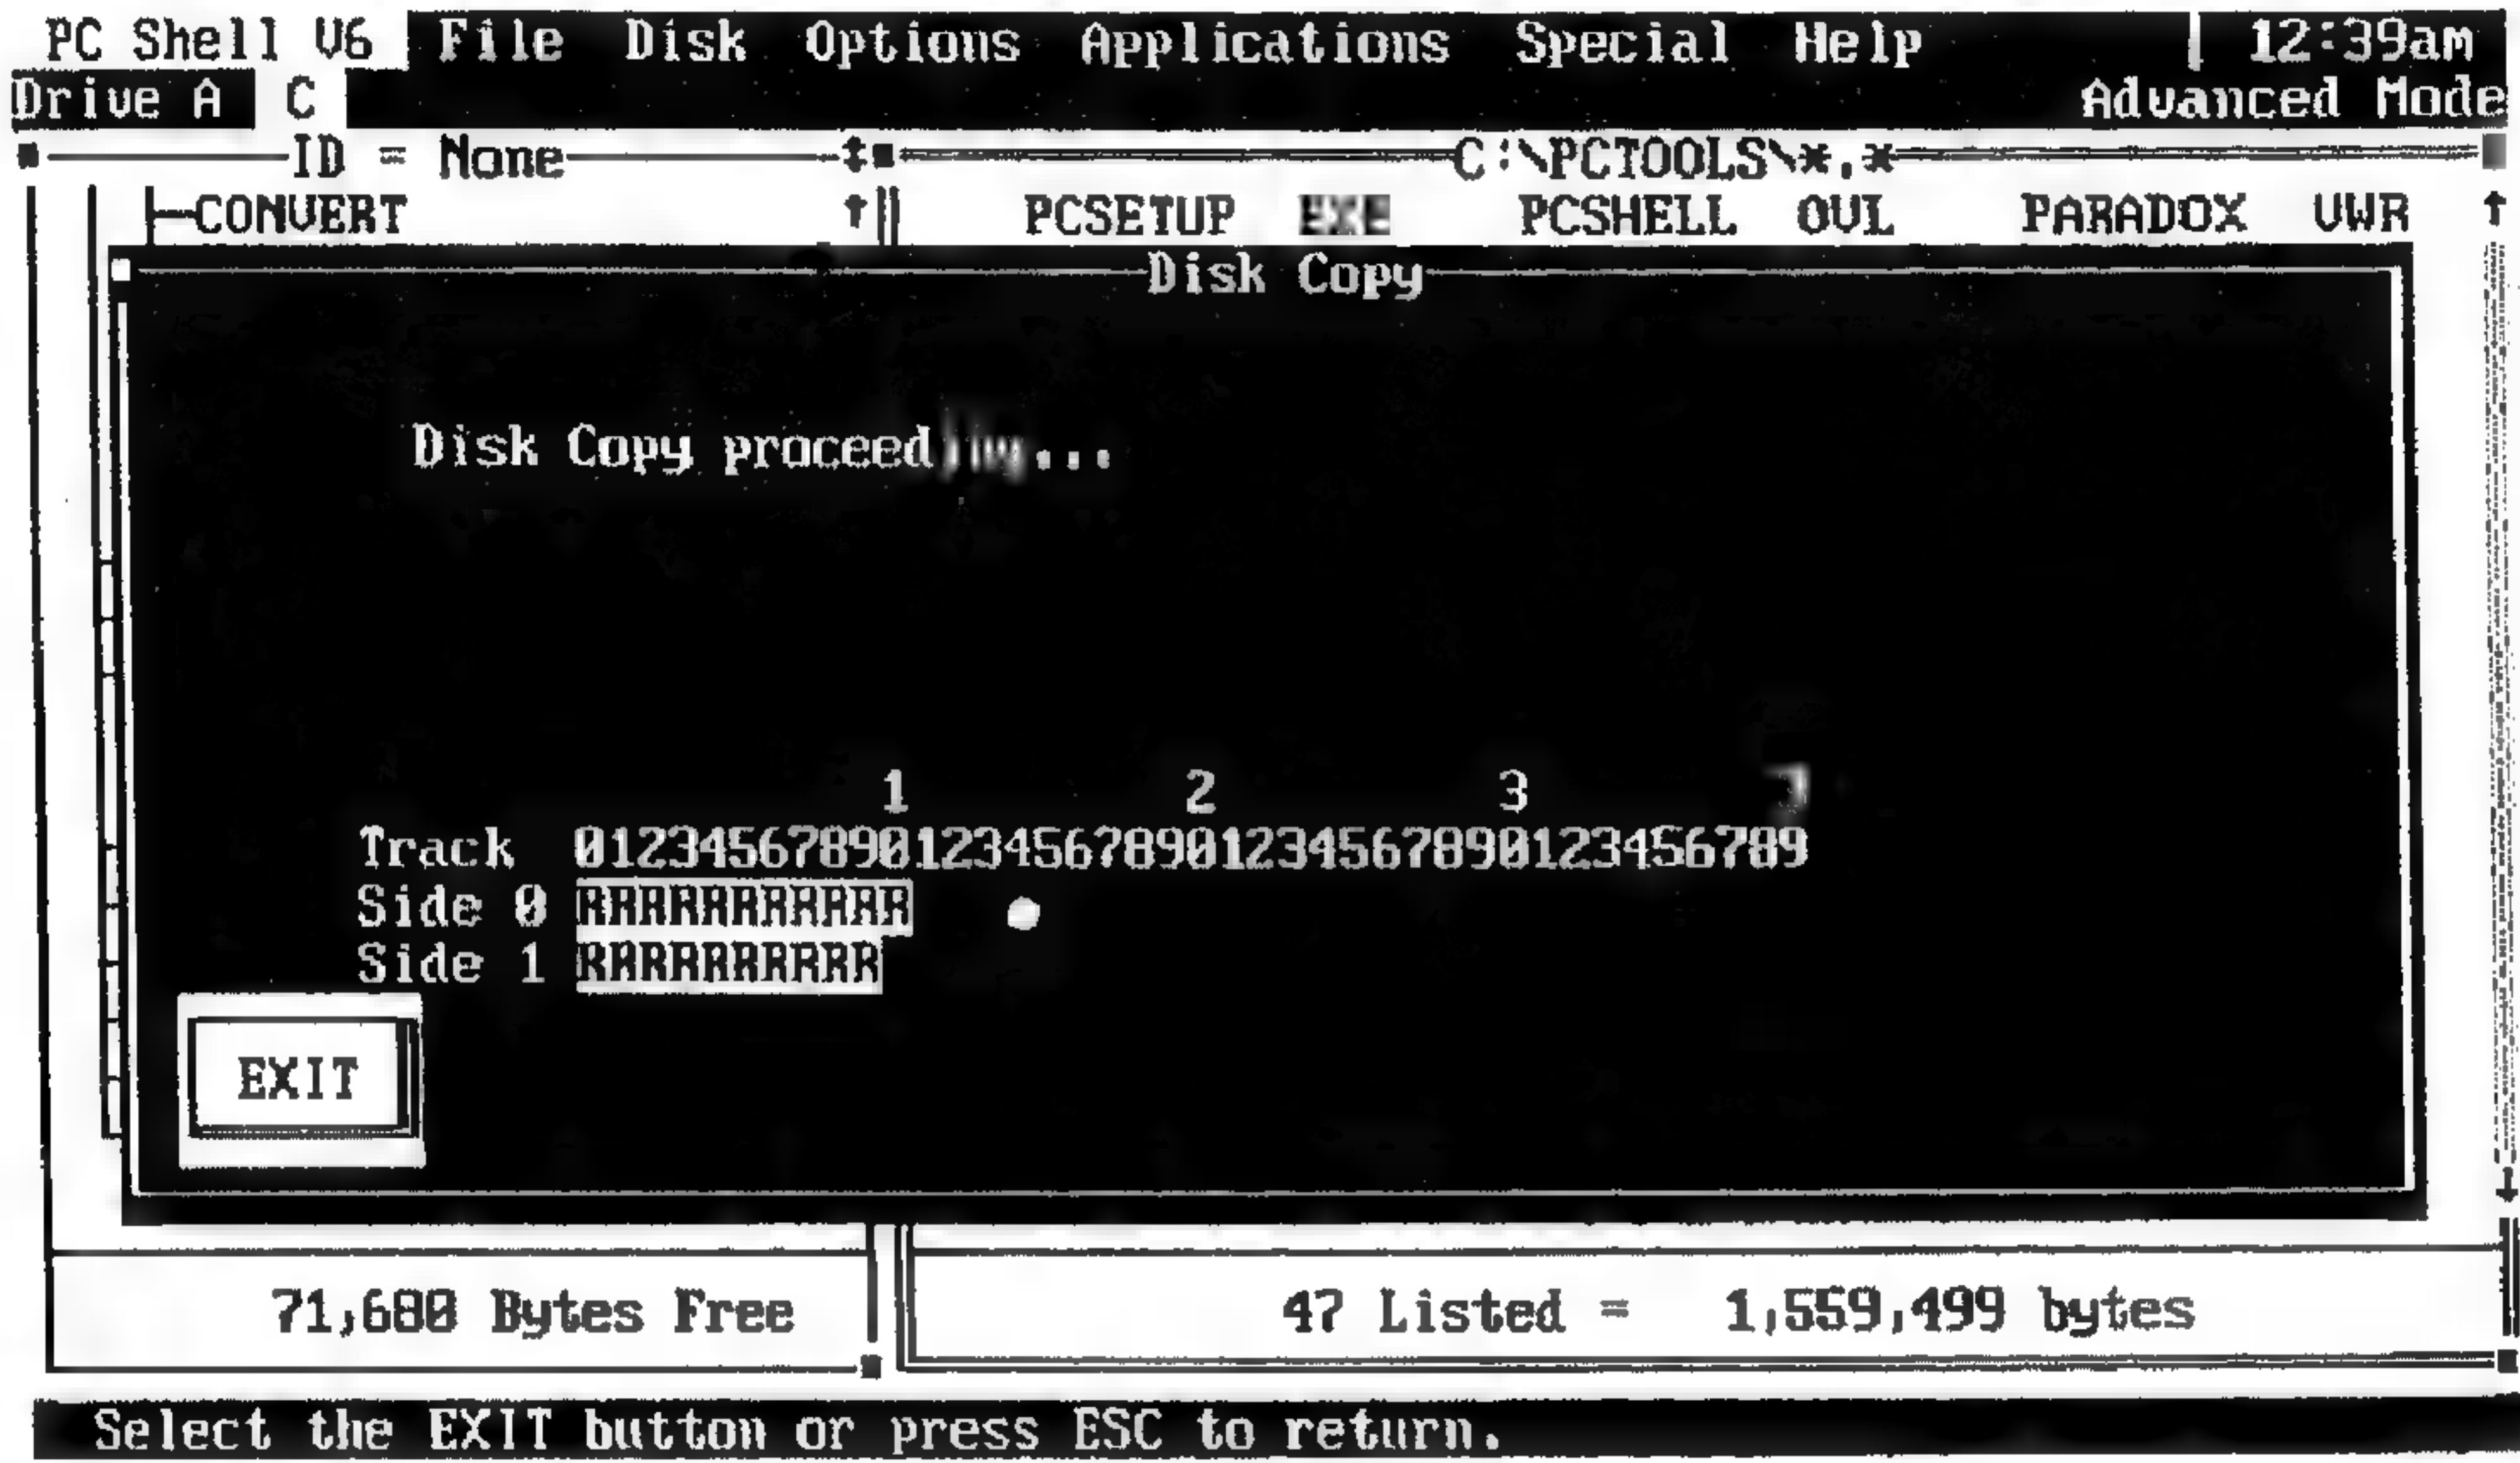 PC Shell V6 File Disk Options Applications Special Help 12:39am
Drive A C Advanced Mode
ID = None C:\PCTOOLS\*.*
CONVERT PCSETUP PCSHELL OVL PARADOX VWR
Disk Copy
Disk Copy
1 2 3
Track 0123456789012345678901234567890123456789
Side 0 RRRRRRRRRRR
Side 1 RRRRRRRRRR
EXIT
71,680 Bytes Free 47 Listed = 1,559,499 bytes
Select the EXIT button or press ESC to return.